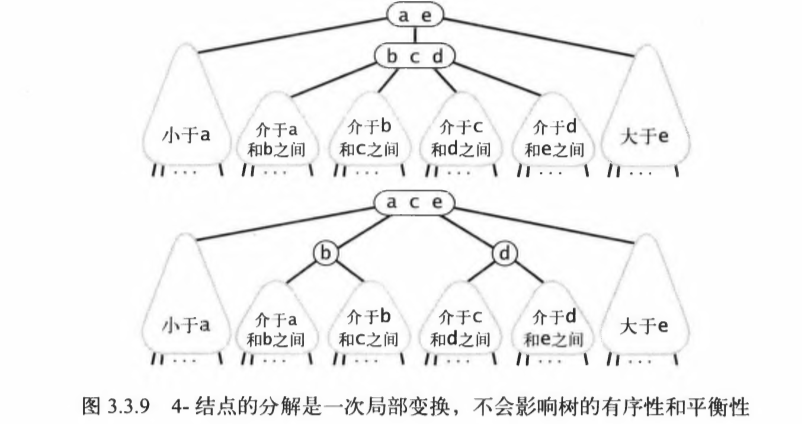 a e
b c d
小于a
介于a
和b之间
介于b
和c之间
介于c
和d之间
介于d
和e之间
大于e
a c e
b
d
小于a
介于a
和b之间
介于b
和c之间
介于c
和d之间
介于d
和e之间
大于e
图 3.3.9 4- 结点的分解是一次局部变换，不会影响树的有序性和平衡性